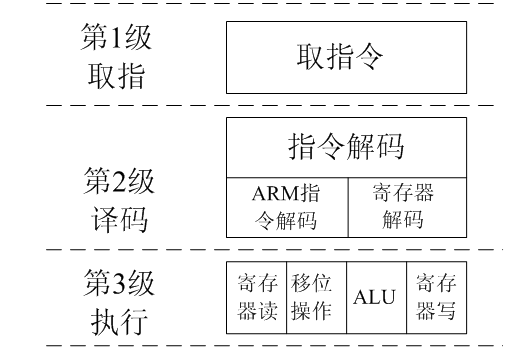 第1级
取指
取指令
第2级
译码
指令解码
ARM指
令解码
寄存器
解码
第3级
执行
寄存
器读
移位
操作
ALU
寄存
器写